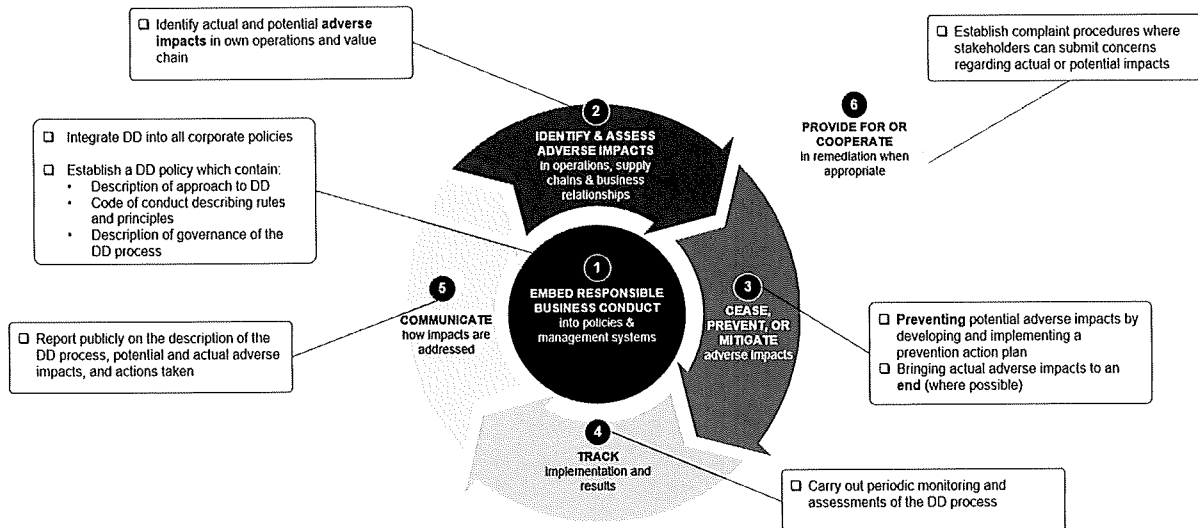 ☐ Identify actual and potential adverse
impacts in own operations and value
chain
☐ Establish complaint procedures where
stakeholders can submit concerns
regarding actual or potential impacts
☐ Integrate DD into all corporate policies
☐ Establish a DD policy which contain:
• Description of approach to DD
• Code of conduct describing rules
and principles
• Description of governance of the
DD process
2
IDENTIFY & ASSESS
ADVERSE IMPACTS
in operations, supply
chains & business
relationships
6
PROVIDE FOR OR
COOPERATE
in remediation when
appropriate
1
EMBED RESPONSIBLE
BUSINESS CONDUCT
into policies &
management systems
5
COMMUNICATE
how impacts are
addressed
3
CEASE,
PREVENT, OR
MITIGATE
adverse impacts
☐ Report publicly on the description of the
DD process, potential and actual adverse
impacts, and actions taken
☐ Preventing potential adverse impacts by
developing and implementing a
prevention action plan
☐ Bringing actual adverse impacts to an
end (where possible)
4
TRACK
implementation and
results
☐ Carry out periodic monitoring and
assessments of the DD process